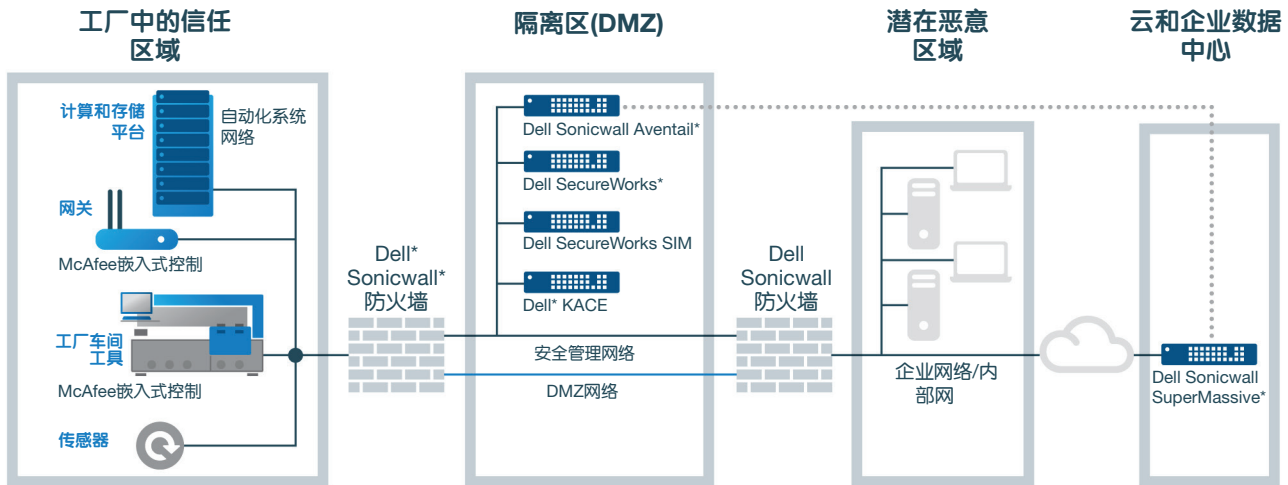 工厂中的信任
区域
隔离区(DMZ)
潜在恶意
区域
云和企业数据
中心
计算和存储
平台
自动化系统
网络
网关
McAfee嵌入式控制
工厂车间
工具
McAfee嵌入式控制
传感器
Dell*
Sonicwall*
防火墙
Dell Sonicwall Aventail*
Dell SecureWorks*
Dell SecureWorks SIM
Dell* KACE
安全管理网络
DMZ网络
Dell
Sonicwall
防火墙
企业网络/内
部网
Dell Sonicwall
SuperMassive*